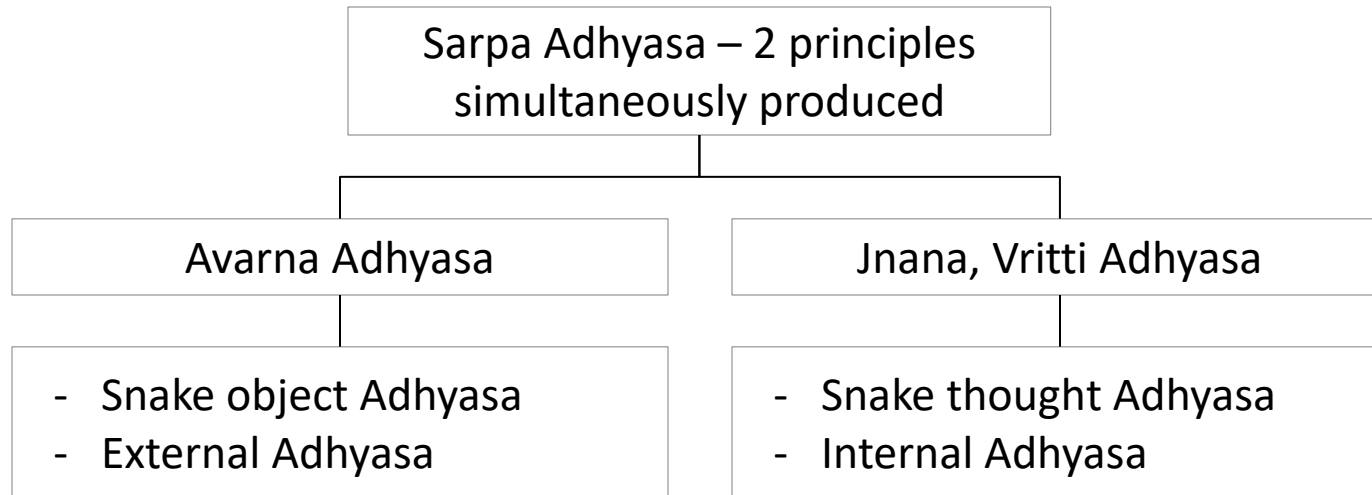 Sarpa Adhyasa – 2 principles
simultaneously produced
Avarna Adhyasa
Jnana, Vritti Adhyasa
- Snake object Adhyasa
- External Adhyasa
- Snake thought Adhyasa
- Internal Adhyasa